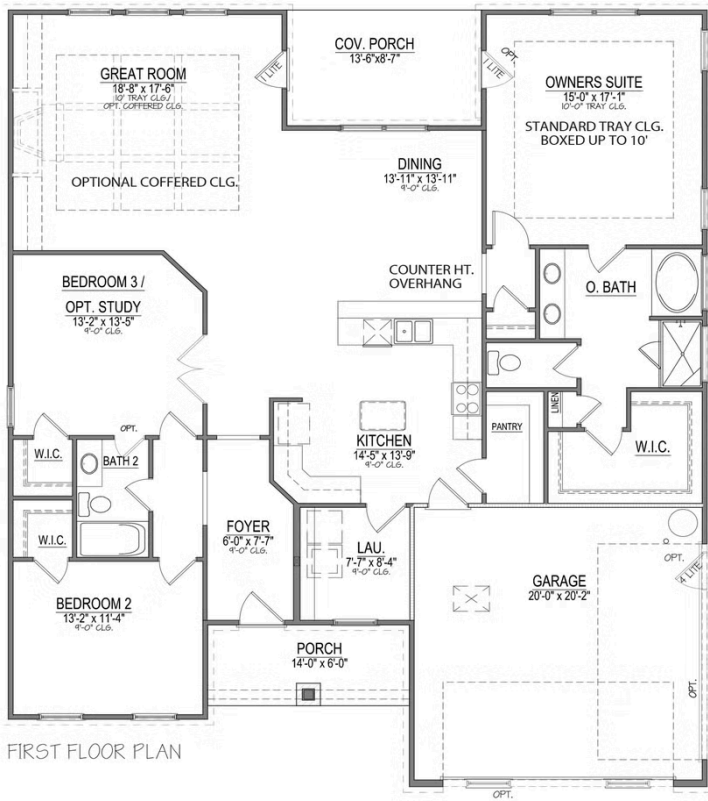 GREAT ROOM
18'-8" x 17'-6"
10' TRAY CLG./
OPT. COFFERED CLG.
OPTIONAL COFFERED CLG.
1 LITE
COV. PORCH
13'-6"x8'-7"
OPT.
1 LITE
OWNERS SUITE
15'-0" x 17'-1"
10'-0" TRAY CLG.
STANDARD TRAY CLG.
BOXED UP TO 10'
DINING
13'-11" x 13'-11"
9'-0" CLG.
COUNTER HT.
OVERHANG
O. BATH
BEDROOM 3 /
OPT. STUDY
13'-2" x 13'-5"
9'-0" CLG.
LINEN
PANTRY
KITCHEN
14'-5" x 13'-9"
9'-0" CLG.
W.I.C.
OPT.
W.I.C.
BATH 2
W.I.C.
FOYER
6'-0" x 7'-7"
9'-0" CLG.
LAU.
7'-7" x 8'-4"
9'-0" CLG.
OPT.
4 LITE
GARAGE
20'-0" x 20'-2"
BEDROOM 2
13'-2" x 11'-4"
9'-0" CLG.
PORCH
14'-0" x 6'-0"
OPT.
OPT.
FIRST FLOOR PLAN